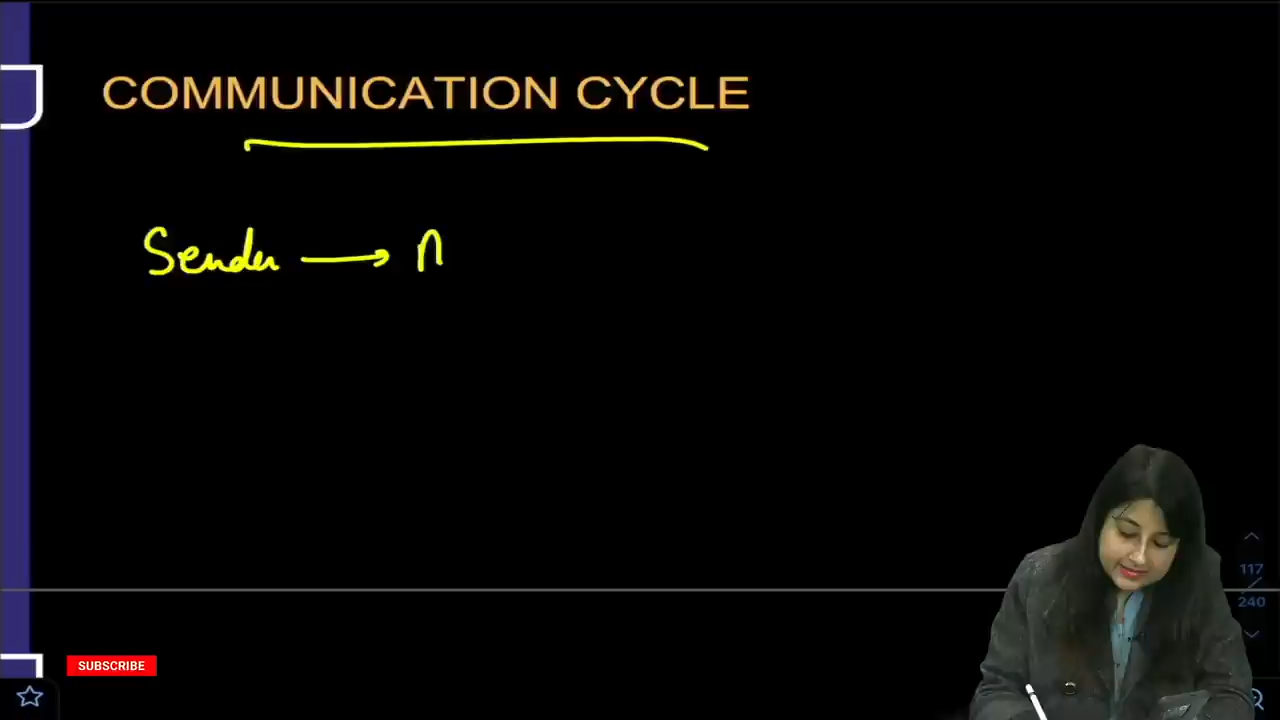 COMMUNICATION CYCLE
Sender →
117
240
SUBSCRIBE